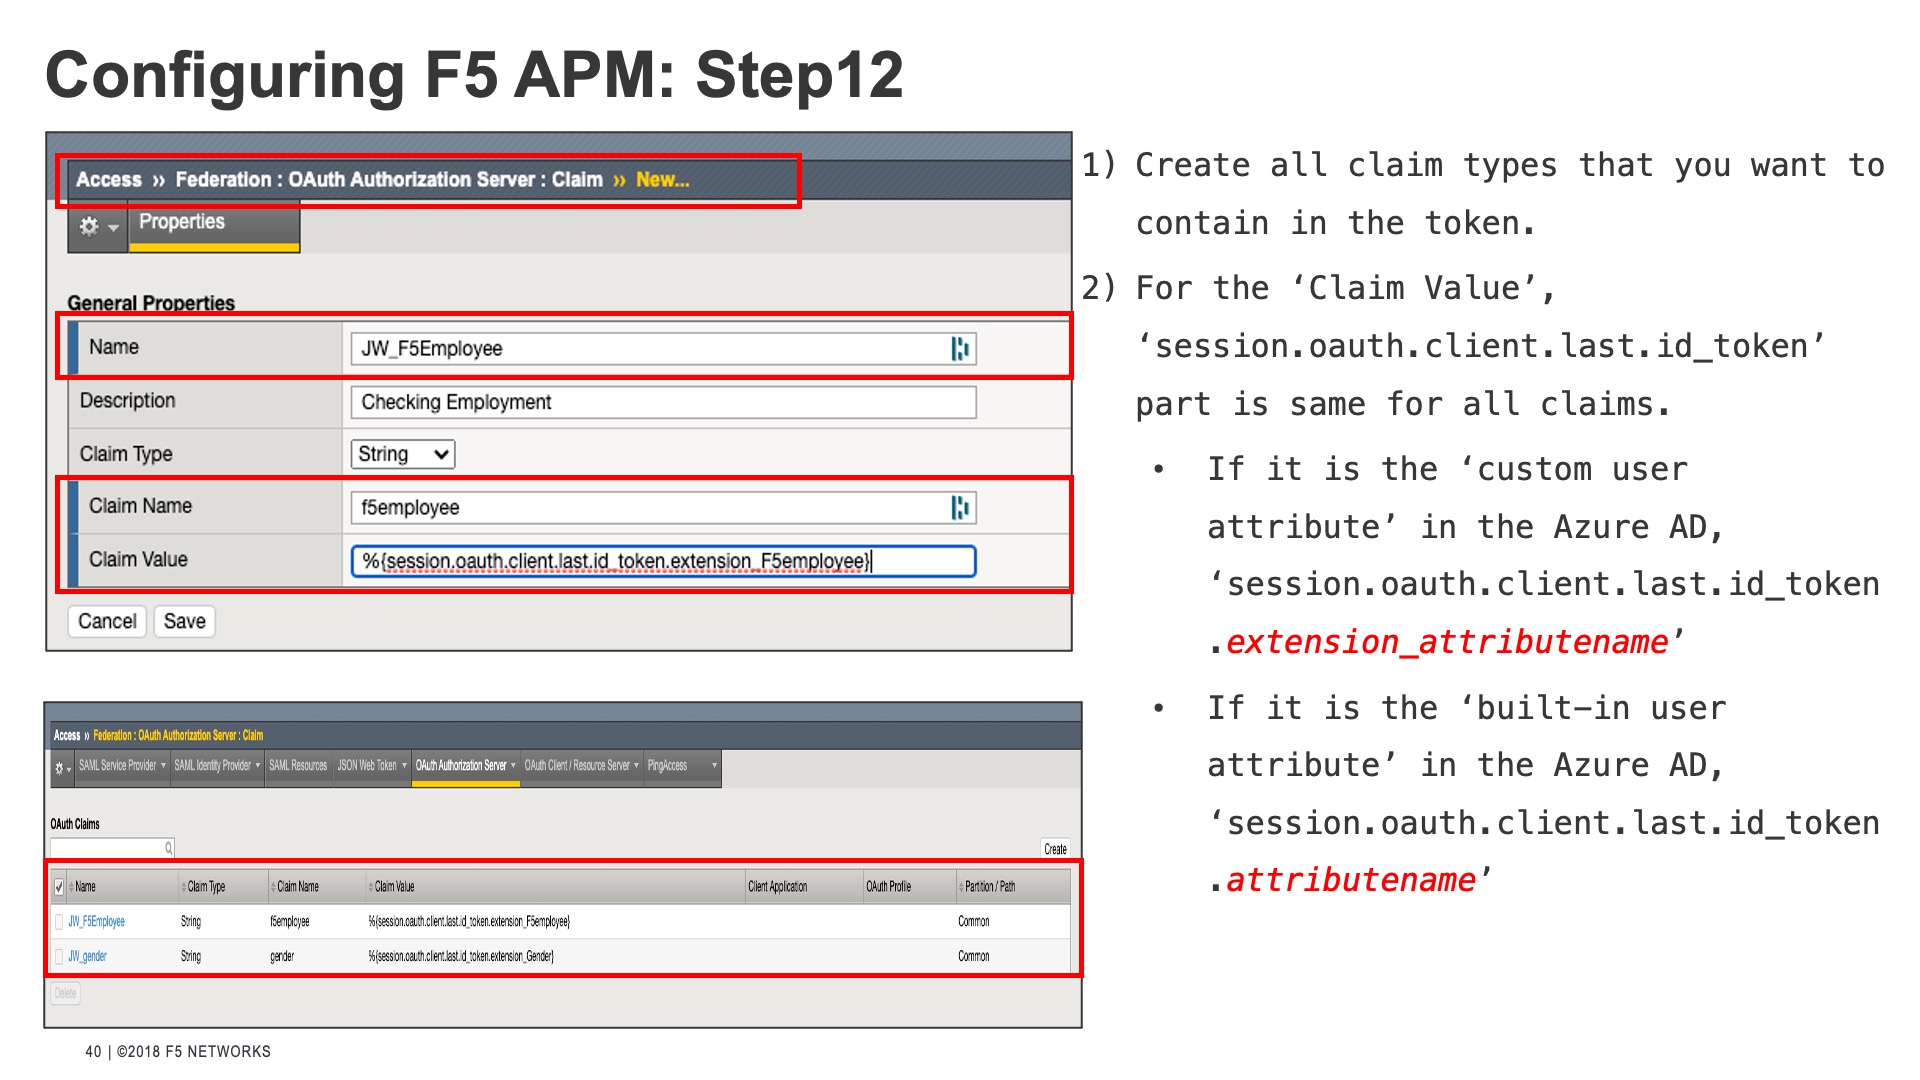 Configuring F5 APM: Step12
Access » Federation : OAuth Authorization Server : Claim » New...
Properties
General Properties
Name JW_F5Employee
Description Checking Employment
Claim Type String
Claim Name f5employee
Claim Value %{session.oauth.client.last.id_token.extension_F5employee}
Cancel Save
1) Create all claim types that you want to
contain in the token.
2) For the ‘Claim Value’,
‘session.oauth.client.last.id_token’
part is same for all claims.
• If it is the ‘custom user
attribute’ in the Azure AD,
‘session.oauth.client.last.id_token
.extension_attributename’
• If it is the ‘built-in user
attribute’ in the Azure AD,
‘session.oauth.client.last.id_token
.attributename’
Access » Federation : OAuth Authorization Server : Claim
SAML Service Provider SAML Identity Provider SAML Resources JSON Web Token OAuth Authorization Server OAuth Client / Resource Server PingAccess
OAuth Claims
Create
Name Claim Type Claim Name Claim Value Client Application OAuth Profile Partition / Path
JW_F5Employee String f5employee %{session.oauth.client.last.id_token.extension_F5employee} Common
JW_gender String gender %{session.oauth.client.last.id_token.extension_Gender} Common
Delete
40 | ©2018 F5 NETWORKS